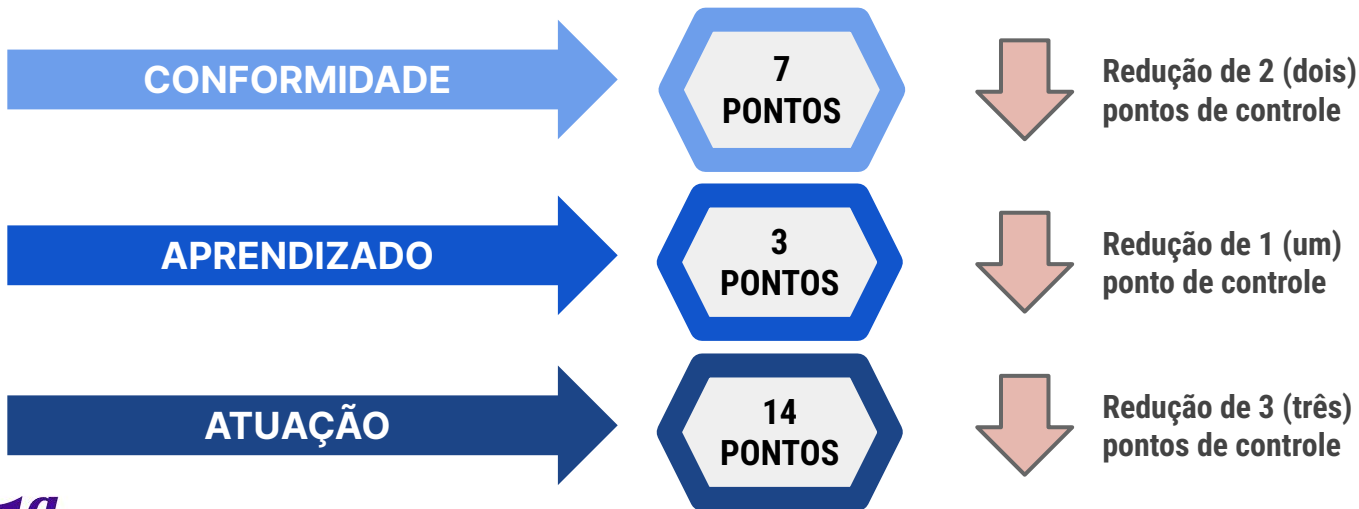 CONFORMIDADE
7
PONTOS
Redução de 2 (dois)
pontos de controle
APRENDIZADO
3
PONTOS
Redução de 1 (um)
ponto de controle
ATUAÇÃO
14
PONTOS
Redução de 3 (três)
pontos de controle